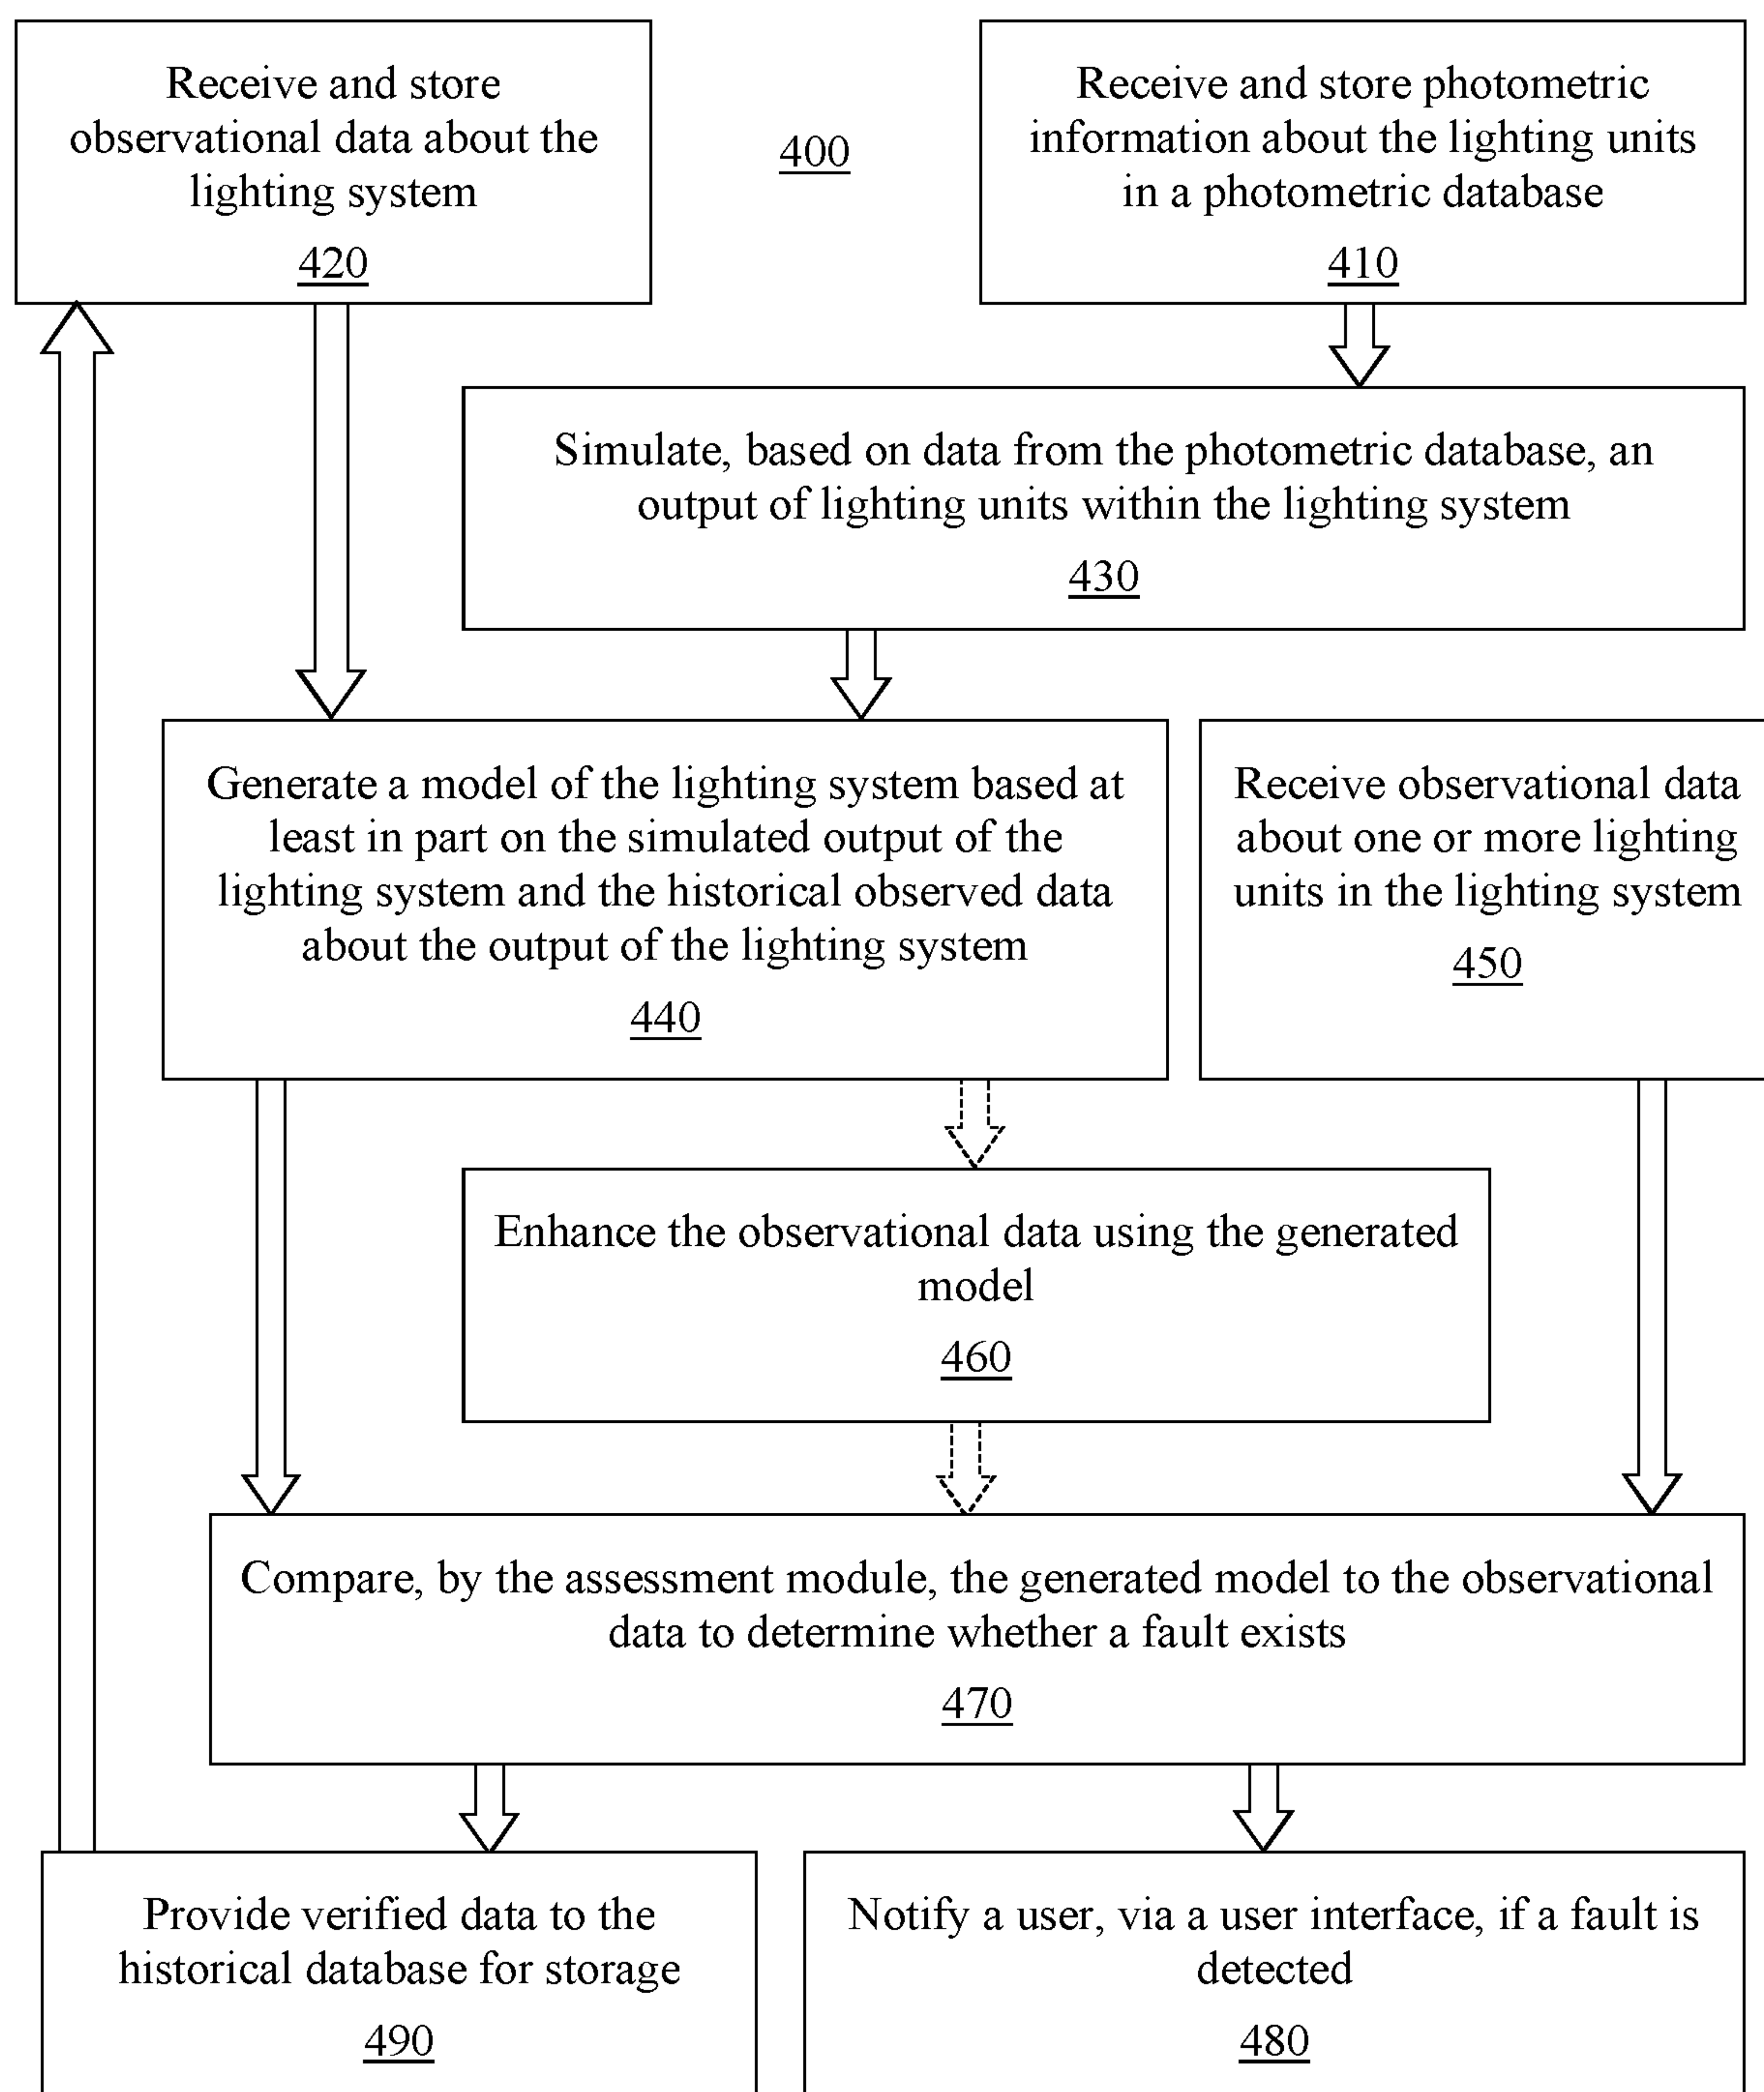 Receive and store
observational data about the
lighting system
420
400
Receive and store photometric
information about the lighting units
in a photometric database
410
Simulate, based on data from the photometric database, an
output of lighting units within the lighting system
430
Generate a model of the lighting system based at
least in part on the simulated output of the
lighting system and the historical observed data
about the output of the lighting system
440
Receive observational data
about one or more lighting
units in the lighting system
450
Enhance the observational data using the generated
model
460
Compare, by the assessment module, the generated model to the observational
data to determine whether a fault exists
470
Provide verified data to the
historical database for storage
490
Notify a user, via a user interface, if a fault is
detected
480